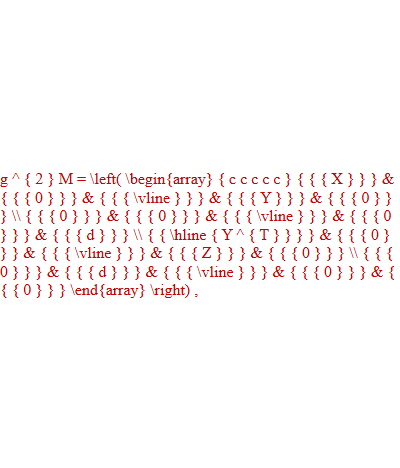 g ^ { 2 } M = \left( \begin{array} { c c c c c } { { { X } } } &
{ { { 0 } } } & { { { \vline } } } & { { { Y } } } & { { { 0 } }
} \\ { { { 0 } } } & { { { 0 } } } & { { { \vline } } } & { { { 0
} } } & { { { d } } } \\ { { \hline { Y ^ { T } } } } & { { { 0 }
} } & { { { \vline } } } & { { { Z } } } & { { { 0 } } } \\ { { {
0 } } } & { { { d } } } & { { { \vline } } } & { { { 0 } } } & {
{ { 0 } } } \end{array} \right) ,